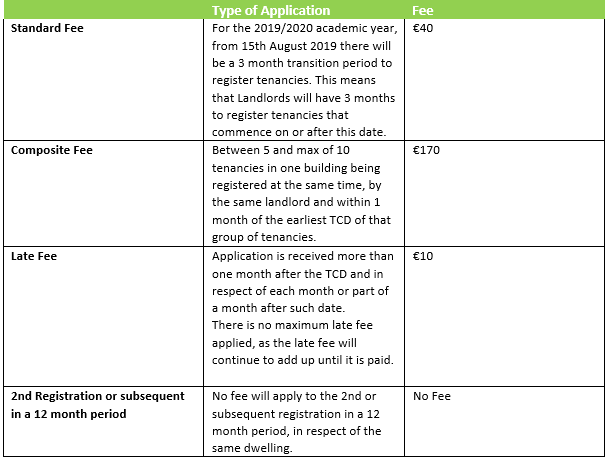 Type of Application Fee
Standard Fee For the 2019/2020 academic year, €40
from 15th August 2019 there will
be a 3 month transition period to
register tenancies. This means
that Landlords will have 3 months
to register tenancies that
commence on or after this date.
Composite Fee Between 5 and max of 10 €170
tenancies in one building being
registered at the same time, by
the same landlord and within 1
month of the earliest TCD of that
group of tenancies.
Late Fee Application is received more than €10
one month after the TCD and in
respect of each month or part of
a month after such date.
There is no maximum late fee
applied, as the late fee will
continue to add up until it is paid.
2nd Registration or subsequent No fee will apply to the 2nd or No Fee
in a 12 month period subsequent registration in a 12
month period, in respect of the
same dwelling.